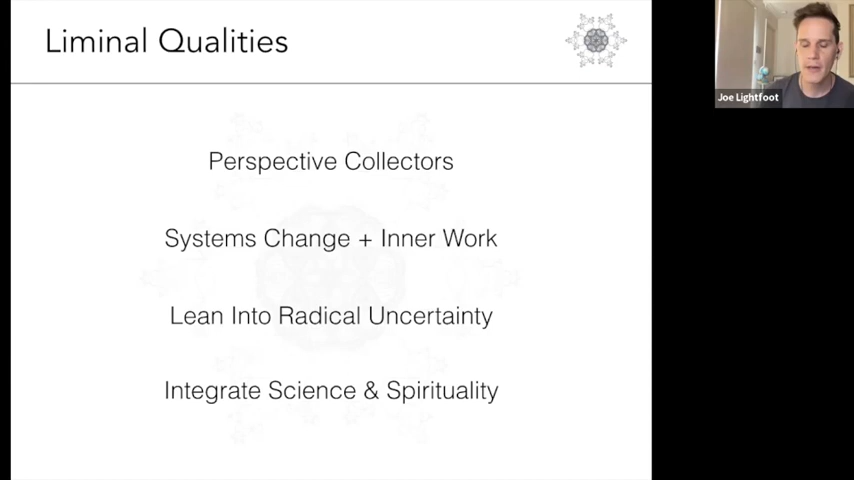 Liminal Qualities
Joe Lightfoot
Perspective Collectors
Systems Change + Inner Work
Lean Into Radical Uncertainty
Integrate Science & Spirituality